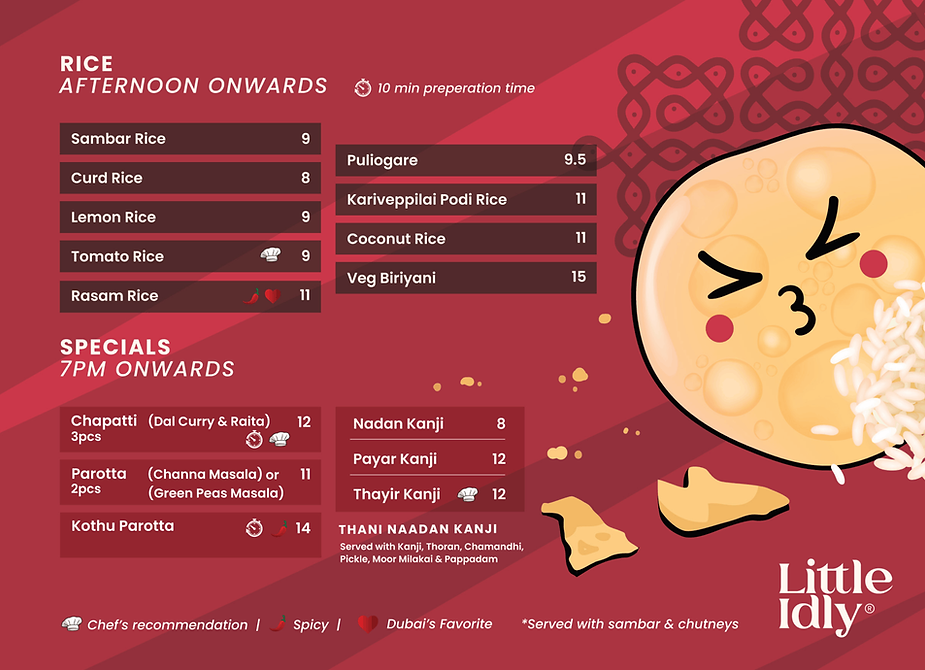 RICE
AFTERNOON ONWARDS
10 min preperation time
Sambar Rice 9
Curd Rice 8
Lemon Rice 9
Tomato Rice 9
Rasam Rice 11
Puliogare 9.5
Kariveppilai Podi Rice 11
Coconut Rice 11
Veg Biriyani 15
SPECIALS
7PM ONWARDS
Chapatti (Dal Curry & Raita) 12
3pcs
Parotta (Channa Masala) or 11
2pcs (Green Peas Masala)
Kothu Parotta 14
Nadan Kanji 8
Payar Kanji 12
Thayir Kanji 12
THANI NAADAN KANJI
Served with Kanji, Thoran, Chamandhi,
Pickle, Moor Milakai & Pappadam
Chef's recommendation | Spicy | Dubai's Favorite *Served with sambar & chutneys
Little
Idly®